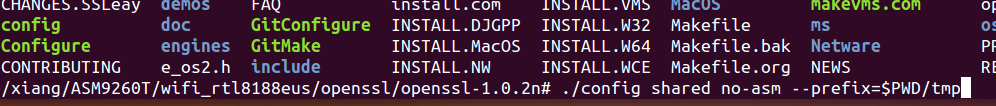 CHANGES.SSLeay demos FAQ install.com INSTALL.VMS MacOS makevms.com op
config doc GitConfigure INSTALL.DJGPP INSTALL.W32 Makefile ms os
Configure engines GitMake INSTALL.MacOS INSTALL.W64 Makefile.bak Netware PR
CONTRIBUTING e_os2.h include INSTALL.NW INSTALL.WCE Makefile.org NEWS RE
/xiang/ASM9260T/wifi_rtl8188eus/openssl/openssl-1.0.2n# ./config shared no-asm --prefix=$PWD/tmp